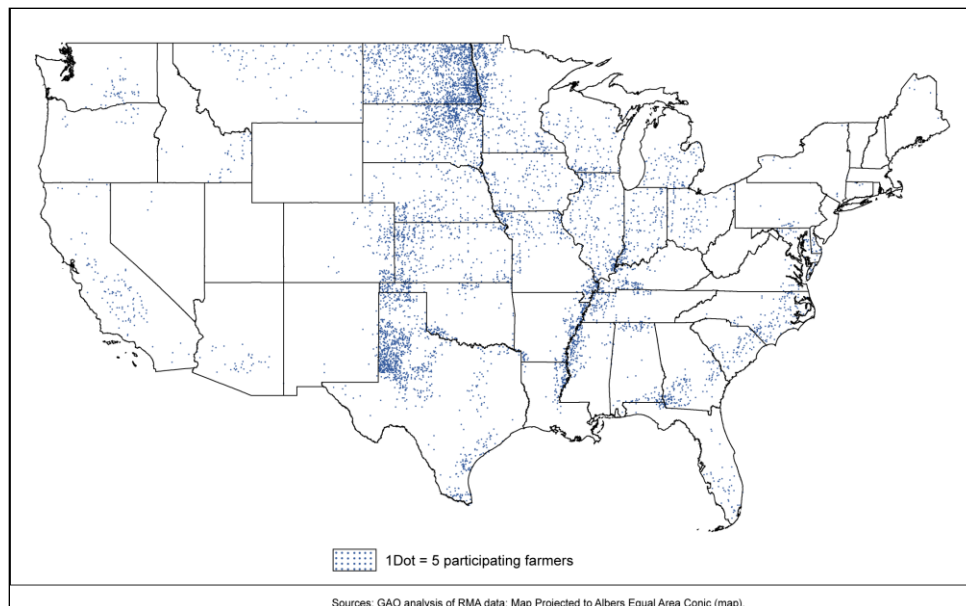 1Dot = 5 participating farmers
Sources: GAO analysis of RMA data; Map Projected to Albers Equal Area Conic (map).